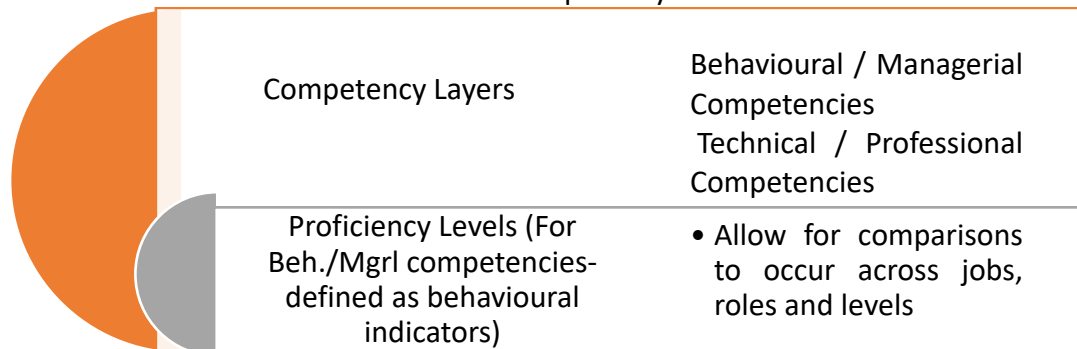 Competency Layers
Behavioural / Managerial
Competencies
Technical / Professional
Competencies
Proficiency Levels (For
Beh./Mgrl competencies-
defined as behavioural
indicators)
• Allow for comparisons
to occur across jobs,
roles and levels